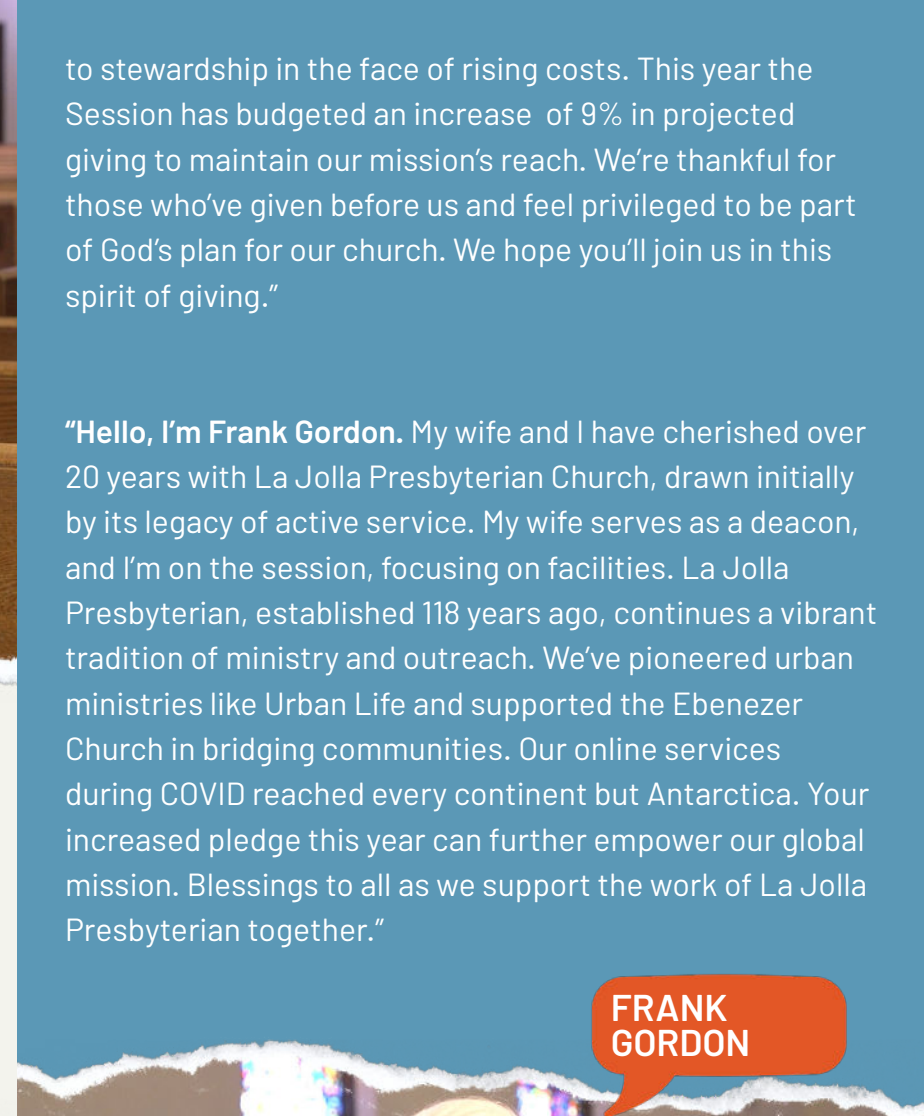 to stewardship in the face of rising costs. This year the
Session has budgeted an increase  of 9% in projected
giving to maintain our mission’s reach. We’re thankful for
those who’ve given before us and feel privileged to be part
of God’s plan for our church. We hope you’ll join us in this
spirit of giving.”
“Hello, I’m Frank Gordon. My wife and I have cherished over
20 years with La Jolla Presbyterian Church, drawn initially
by its legacy of active service. My wife serves as a deacon,
and I’m on the session, focusing on facilities. La Jolla
Presbyterian, established 118 years ago, continues a vibrant
tradition of ministry and outreach. We’ve pioneered urban
ministries like Urban Life and supported the Ebenezer
Church in bridging communities. Our online services
during COVID reached every continent but Antarctica. Your
increased pledge this year can further empower our global
mission. Blessings to all as we support the work of La Jolla
Presbyterian together.”
FRANK
GORDON